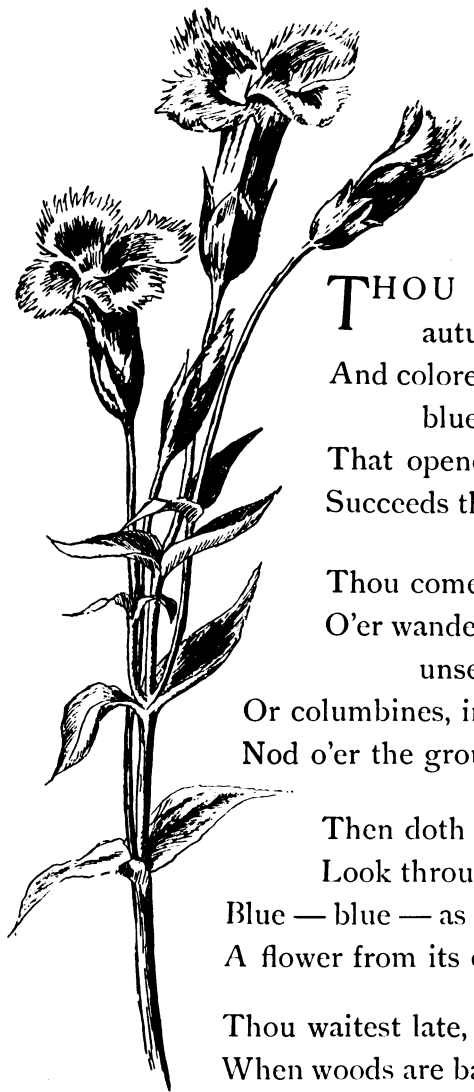 THOU
autu
And colore
blue
That open
Succeeds th
Thou come
O'er wande
unse
Or columbines, in
Nod o'er the grou
Then doth
Look throu
Blue — blue — as
A flower from its
Thou waitest late,
When woods are ba